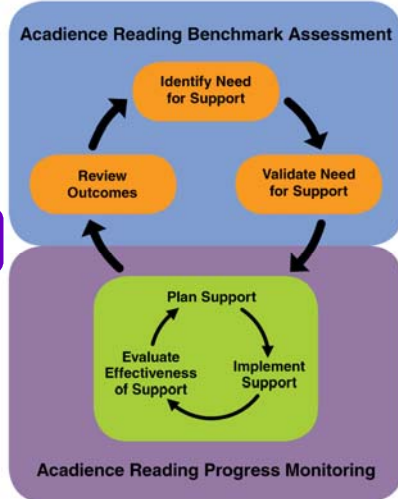 Acadience Reading Benchmark Assessment
Identify Need
for Support
Review
Outcomes
Validate Need
for Support
Plan Support
Evaluate
Effectiveness
of Support
Implement
Support
Acadience Reading Progress Monitoring